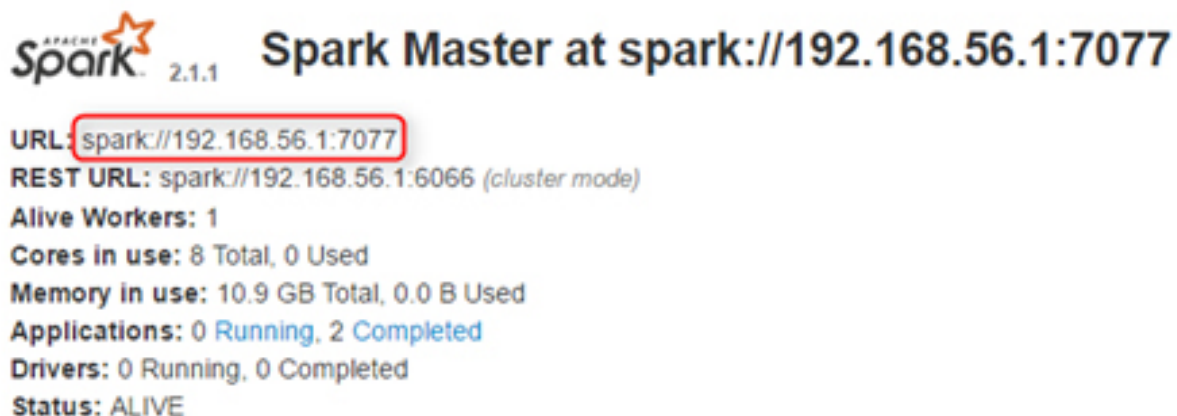 APACHE Spark 2.1.1 Spark Master at spark://192.168.56.1:7077
URL: spark://192.168.56.1:7077
REST URL: spark://192.168.56.1:6066 (cluster mode)
Alive Workers: 1
Cores in use: 8 Total, 0 Used
Memory in use: 10.9 GB Total, 0.0 B Used
Applications: 0 Running, 2 Completed
Drivers: 0 Running, 0 Completed
Status: ALIVE